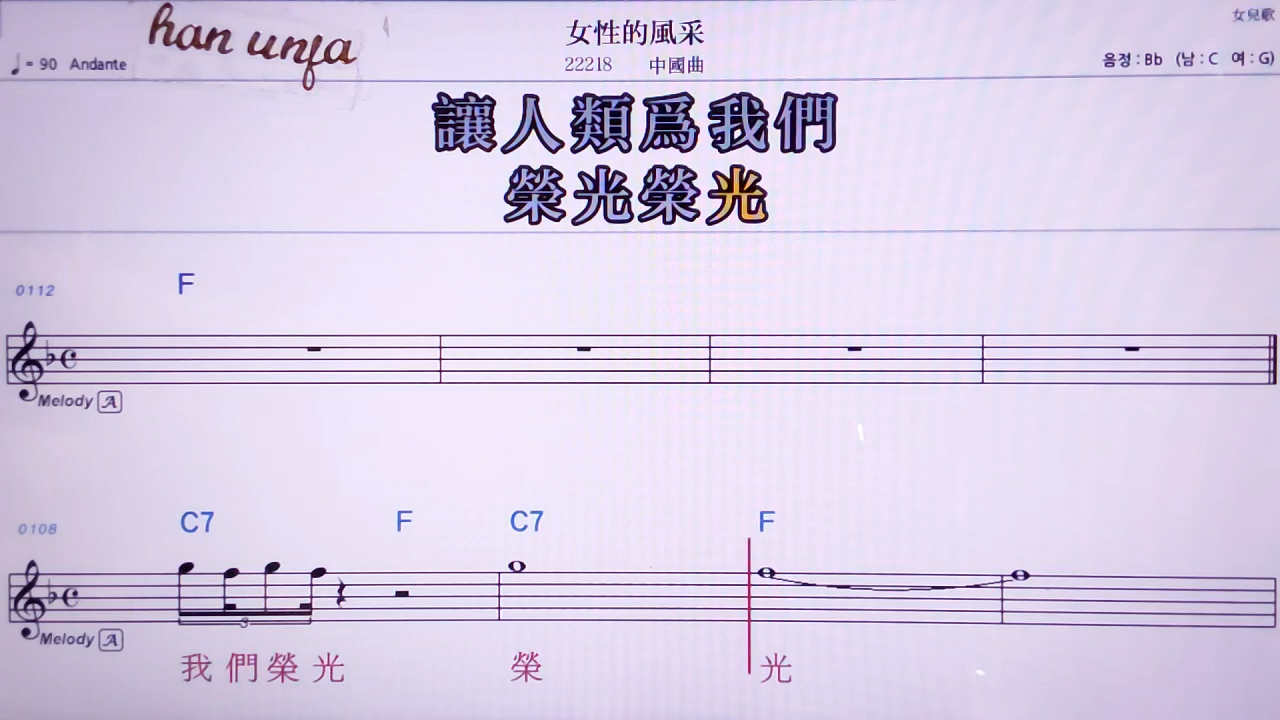 女兒歌
han unja
女性的風采
♩= 90 Andante
22218 中國曲
음정 : Bb (남 : C 여 : G)
讓人類爲我們
榮光榮光
0112
F
Melody A
0108
C7 F C7 F
3
Melody A
我們榮光 榮 光